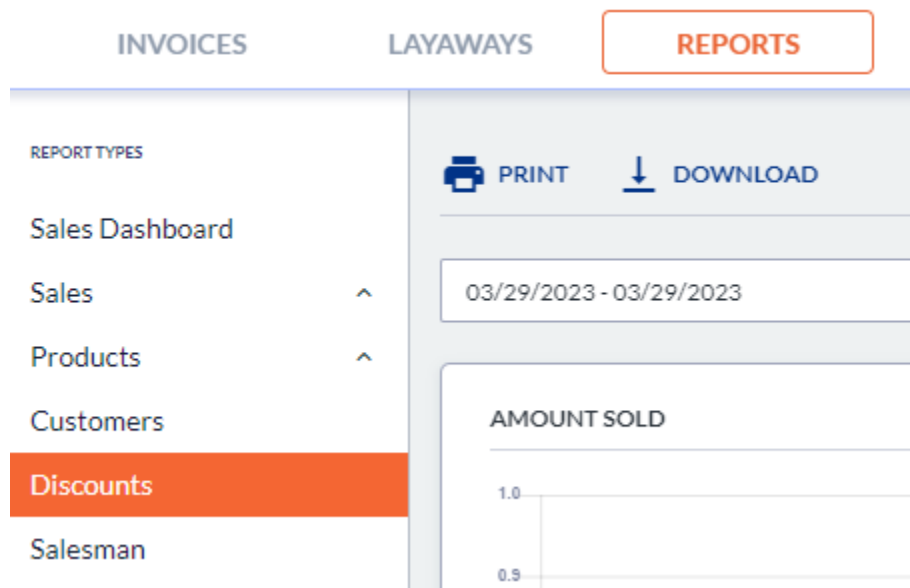 INVOICES LAYAWAYS REPORTS
REPORT TYPES
Sales Dashboard
Sales
Products
Customers
Discounts
Salesman
PRINT DOWNLOAD
03/29/2023 - 03/29/2023
AMOUNT SOLD
1.0
0.9